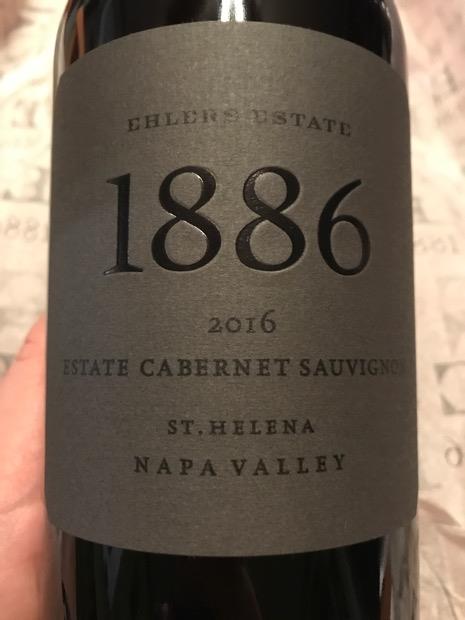 EHLERS ESTATE
1886
2016
ESTATE CABERNET SAUVIGNON
ST. HELENA
NAPA VALLEY